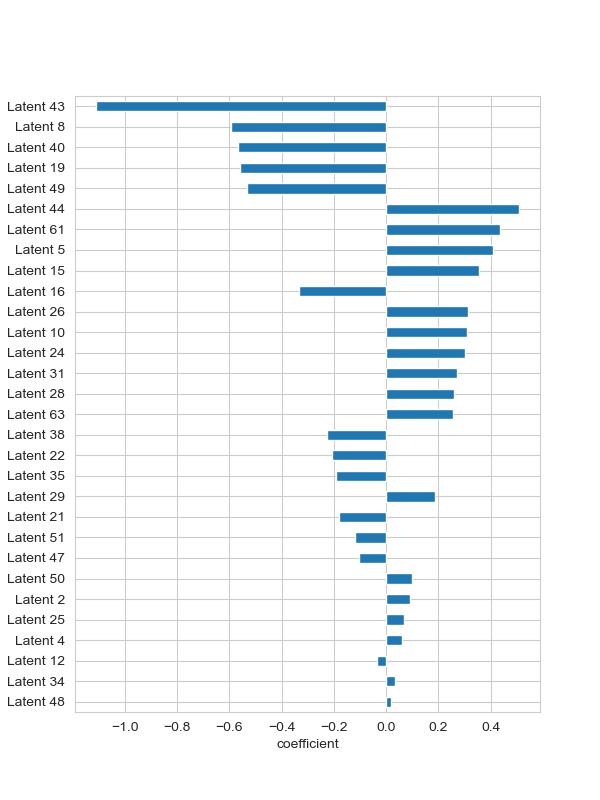 Latent 43
Latent 8
Latent 40
Latent 19
Latent 49
Latent 44
Latent 61
Latent 5
Latent 15
Latent 16
Latent 26
Latent 10
Latent 24
Latent 31
Latent 28
Latent 63
Latent 38
Latent 22
Latent 35
Latent 29
Latent 21
Latent 51
Latent 47
Latent 50
Latent 2
Latent 25
Latent 4
Latent 12
Latent 34
Latent 48
−1.0 −0.8 −0.6 −0.4 −0.2 0.0 0.2 0.4
coefficient